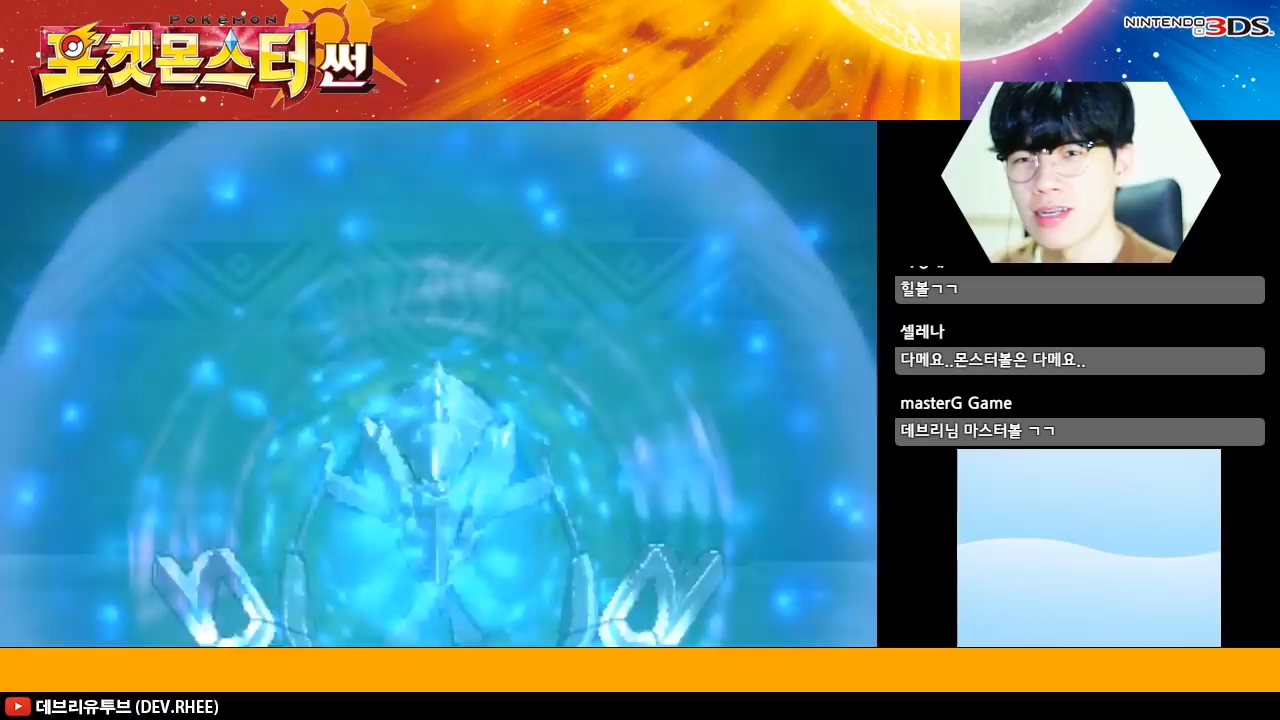 POKéMON
포켓몬스터 썬
NINTENDO 3DS
힐볼ㄱㄱ
셀레나
다메요..몬스터볼은 다메요..
masterG Game
데브리님 마스터볼 ㄱㄱ
데브리유투브 (DEV.RHEE)